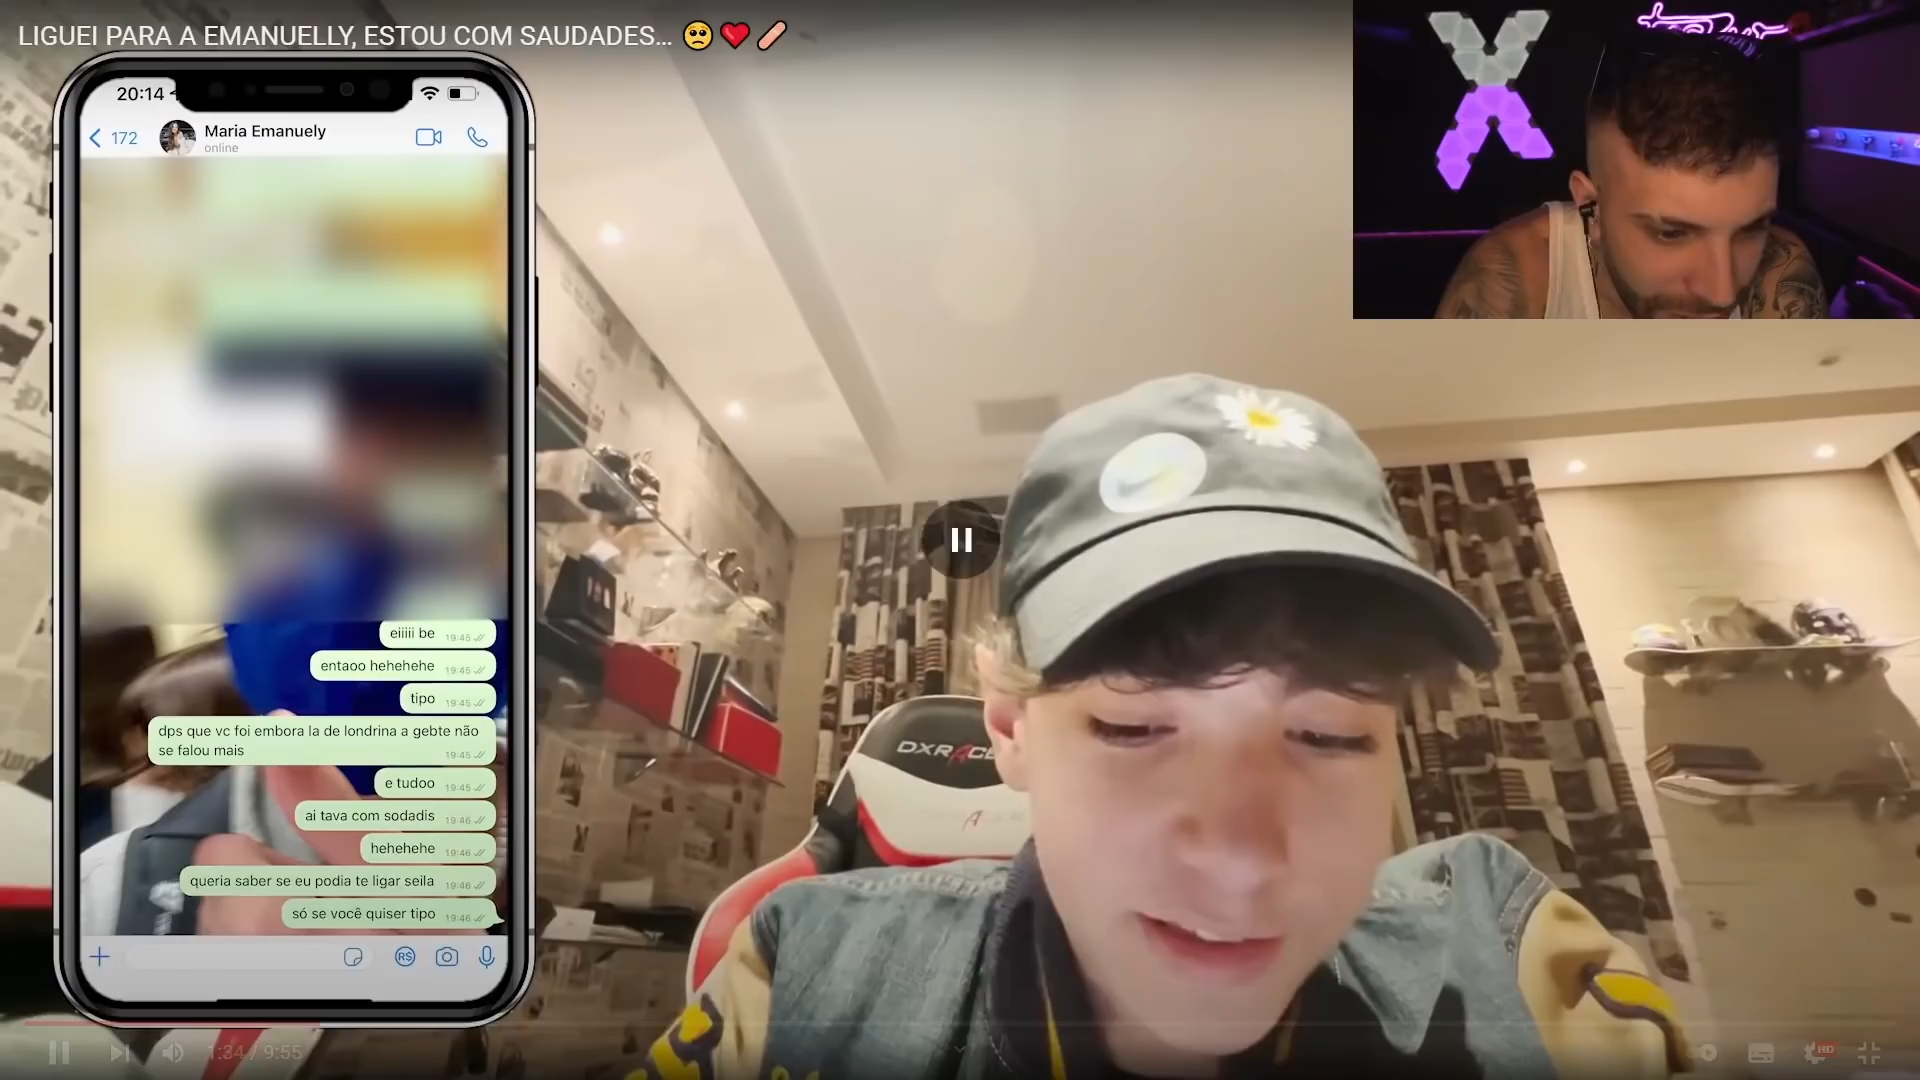 LIGUEI PARA A EMANUELLY, ESTOU COM SAUDADES... 🥺❤️🩹
20:14
172
Maria Emanuely
online
eiiiii be 19:45
entaoo hehehehe 19:45
tipo 19:45
dps que vc foi embora la de londrina a gebte não
se falou mais 19:45
e tudoo 19:45
ai tava com sodadis 19:46
hehehehe 19:46
queria saber se eu podia te ligar seila 19:46
só se você quiser tipo 19:46
R$
DXRACE
1:34 / 9:55
HD